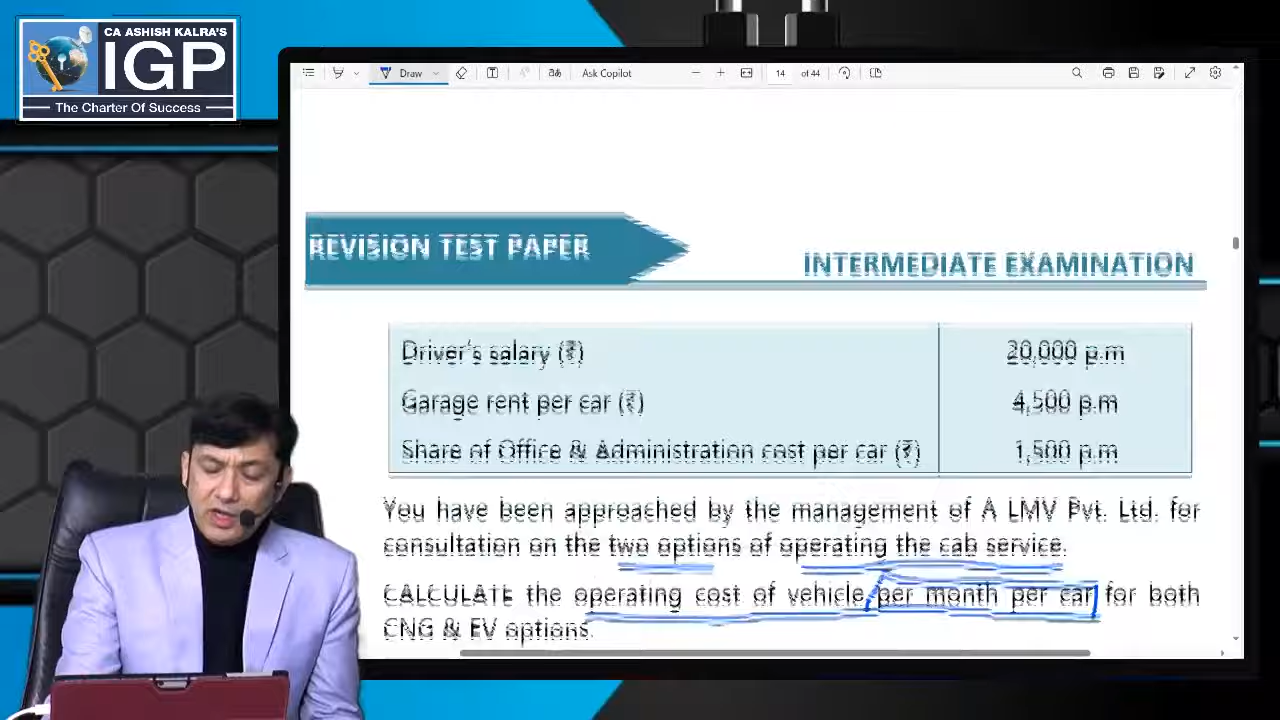 CA ASHISH KALRA'S
IGP
The Charter Of Success
Draw
Ask Copilot
14 of 44
REVISION TEST PAPER
INTERMEDIATE EXAMINATION
Driver's salary (₹) 20,000 p.m
Garage rent per car (₹) 4,500 p.m
Share of Office & Administration cost per car (₹) 1,500 p.m
You have been approached by the management of A LMV Pvt. Ltd. for
consultation on the two options of operating the cab service.
CALCULATE the operating cost of vehicle per month per car for both
CNG & EV options.